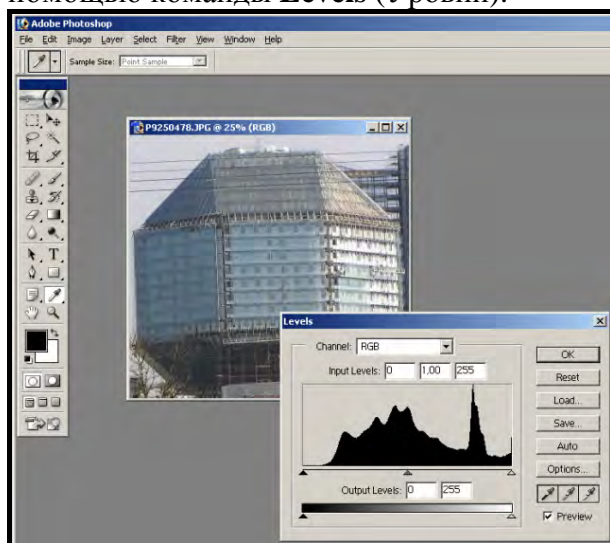 помощью команды Levels (Уровни).
Adobe Photoshop
File Edit Image Layer Select Filter View Window Help
Sample Size: Point Sample
P9250478.JPG @ 25% (RGB)
Levels
Channel: RGB
Input Levels: 0 1,00 255
Output Levels: 0 255
OK
Reset
Load...
Save...
Auto
Options...
Preview